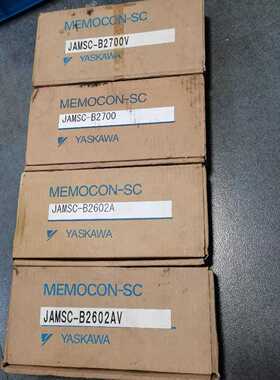 MEMOCON-SC
JAMSC-B2700V
YASKAWA
MEMOCON-SC
JAMSC-B2700
YASKAWA
MEMOCON-SC
JAMSC-B2602A
YASKAWA
MEMOCON-SC
JAMSC-B2602AV
YASKAWA